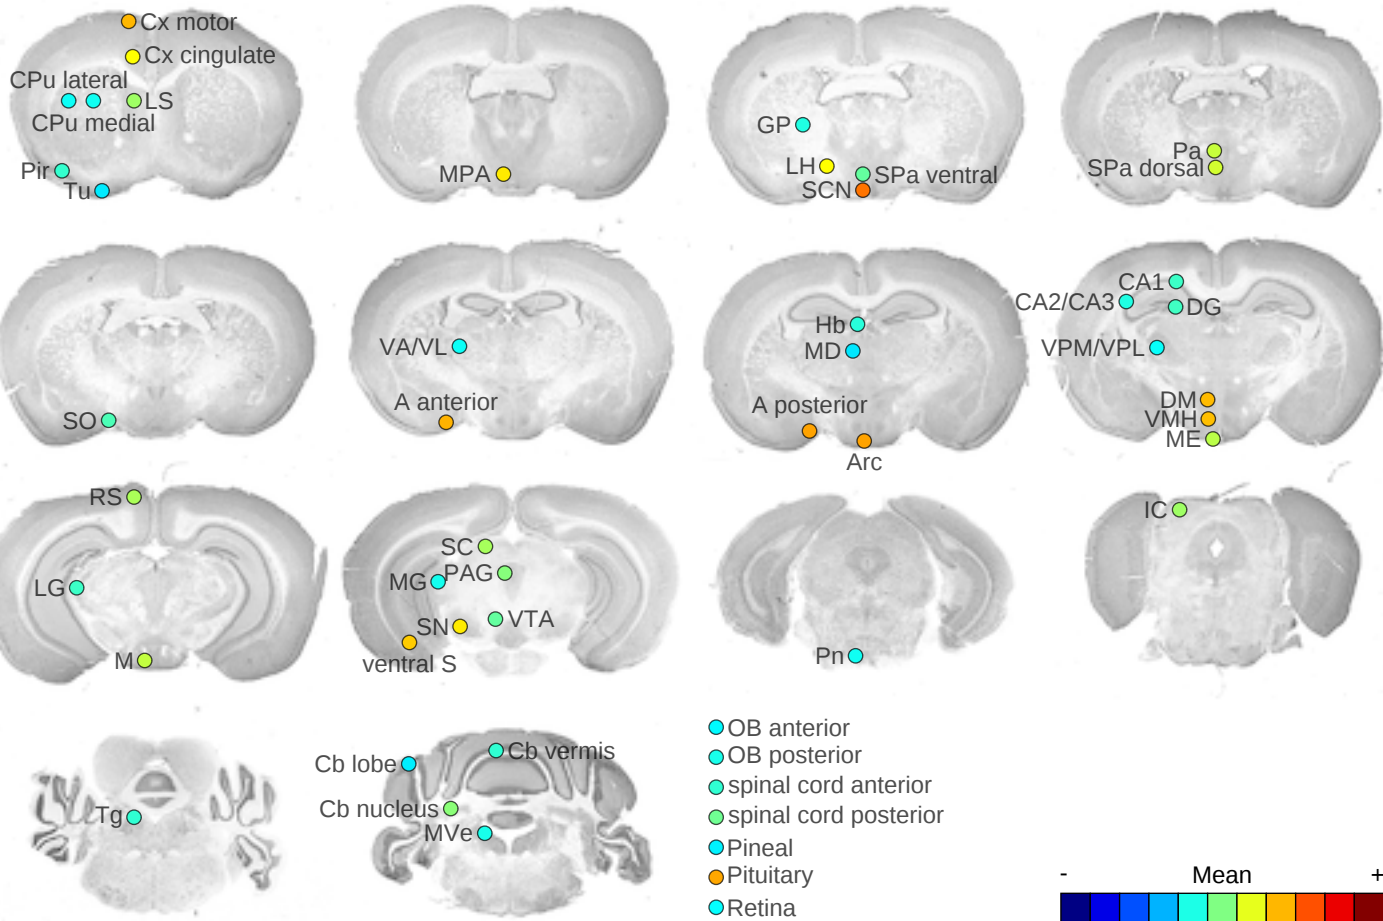 Cx motor
Cx cingulate
CPu lateral
LS
CPu medial
Pir
Tu
MPA
GP
LH
SPa ventral
SCN
Pa
SPa dorsal
SO
VA/VL
A anterior
Hb
MD
A posterior
Arc
CA1
CA2/CA3
DG
VPM/VPL
DM
VMH
ME
RS
LG
M
SC
MG
PAG
SN
VTA
ventral S
Pn
IC
Tg
Cb lobe
Cb vermis
Cb nucleus
MVe
OB anterior
OB posterior
spinal cord anterior
spinal cord posterior
Pineal
Pituitary
Retina
- Mean +